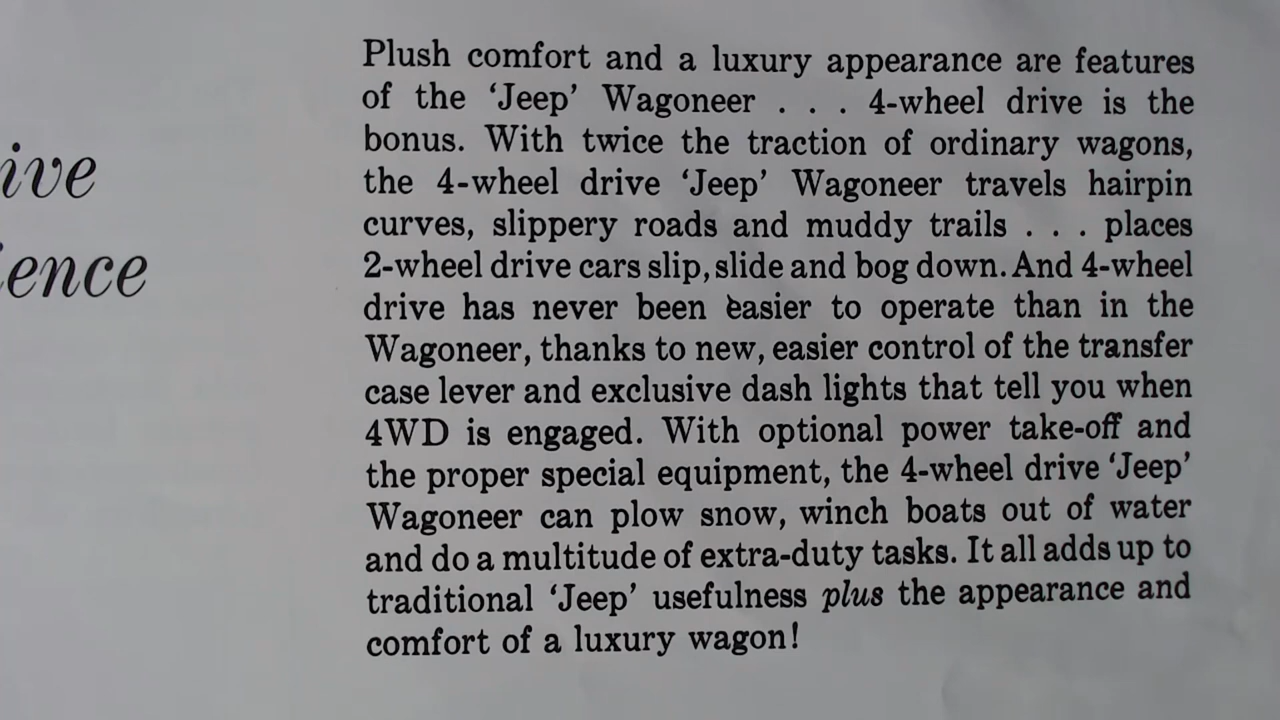 ive
ence
Plush comfort and a luxury appearance are features
of the ‘Jeep’ Wagoneer . . . 4-wheel drive is the
bonus. With twice the traction of ordinary wagons,
the 4-wheel drive ‘Jeep’ Wagoneer travels hairpin
curves, slippery roads and muddy trails . . . places
2-wheel drive cars slip, slide and bog down. And 4-wheel
drive has never been easier to operate than in the
Wagoneer, thanks to new, easier control of the transfer
case lever and exclusive dash lights that tell you when
4WD is engaged. With optional power take-off and
the proper special equipment, the 4-wheel drive ‘Jeep’
Wagoneer can plow snow, winch boats out of water
and do a multitude of extra-duty tasks. It all adds up to
traditional ‘Jeep’ usefulness plus the appearance and
comfort of a luxury wagon!